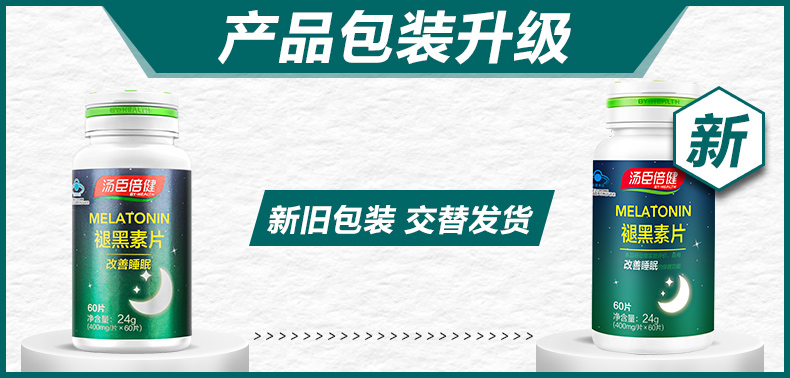 产品包装升级
BY-HEALTH
汤臣倍健
BY-HEALTH
MELATONIN
褪黑素片
改善睡眠
60片
净含量：24g
(400mg/片×60片)
新旧包装 交替发货
新
BY-HEALTH
汤臣倍健
BY-HEALTH
MELATONIN
褪黑素片
改善睡眠
60片
净含量：24g
(400mg/片×60片)